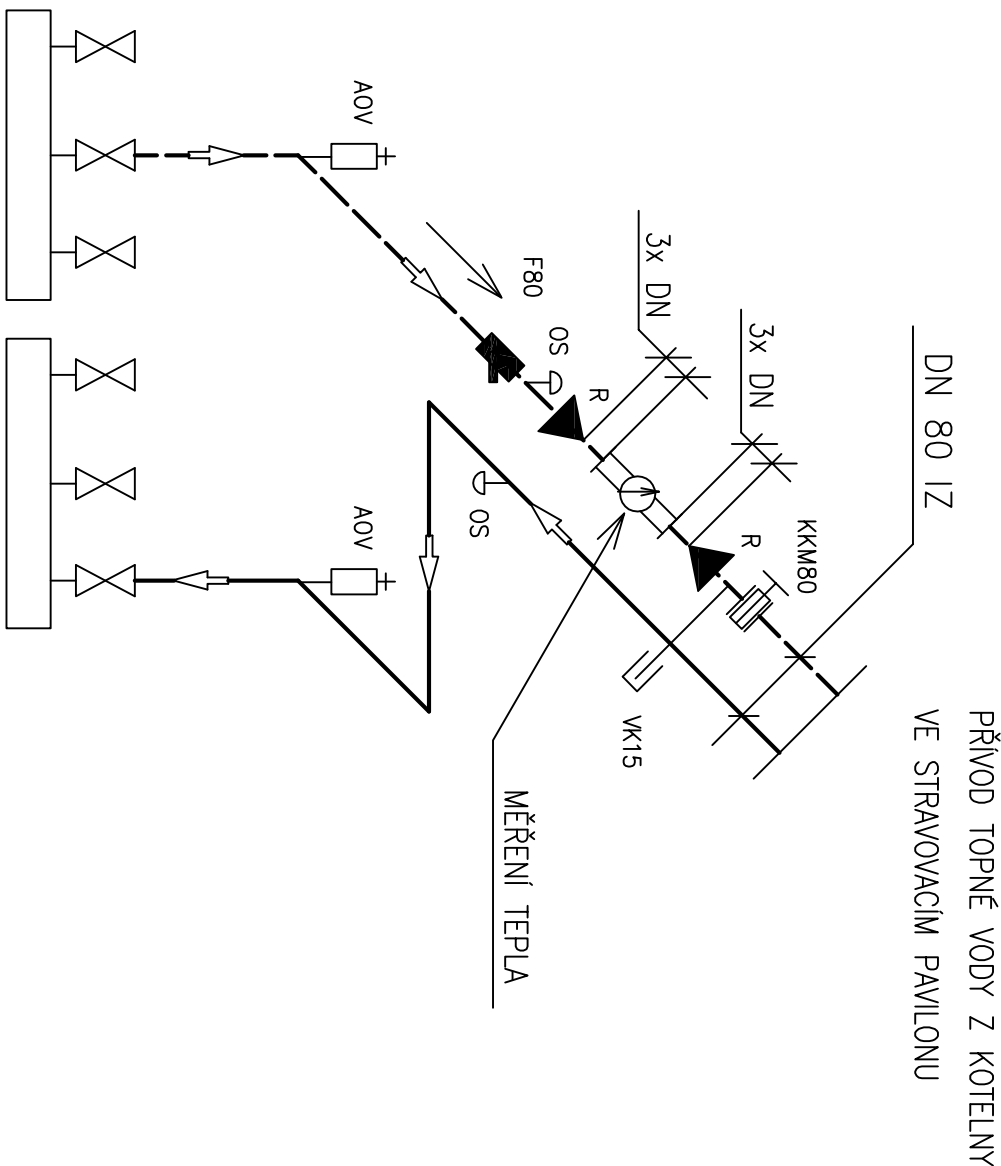 PŘÍVOD TOPNÉ VODY Z KOTELNY
VE STRAVOVACÍM PAVILONU
DN 80 IZ
3x DN
3x DN
KKM80
R
R
OS
F80
AOV
VK15
MĚŘENÍ TEPLA
OS
AOV